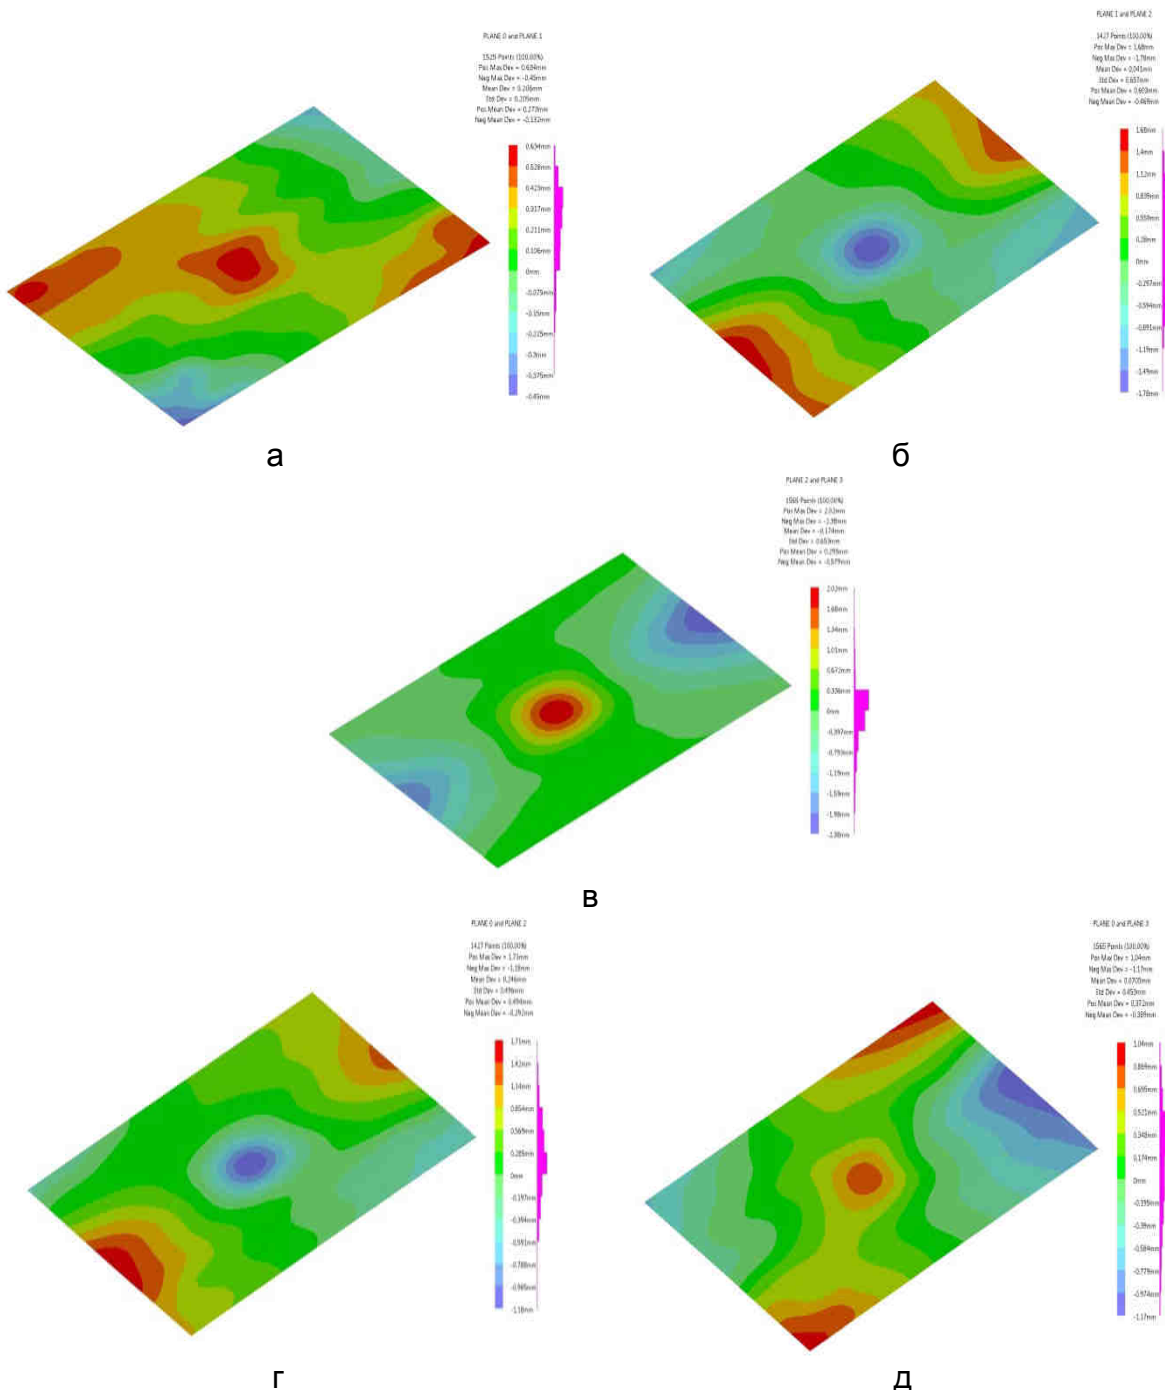 PLANE 0 and PLANE 1
1525 Points (100,00%)
Pos Max Dev = 0,634mm
Neg Max Dev = -0,45mm
Mean Dev = 0,206mm
Std Dev = 0,205mm
Pos Mean Dev = 0,273mm
Neg Mean Dev = -0,132mm
0,634mm
0,528mm
0,423mm
0,317mm
0,211mm
0,106mm
0mm
-0,075mm
-0,15mm
-0,225mm
-0,3mm
-0,375mm
-0,45mm
а
PLANE 1 and PLANE 2
1427 Points (100,00%)
Pos Max Dev = 1,68mm
Neg Max Dev = -1,78mm
Mean Dev = 0,041mm
Std Dev = 0,657mm
Pos Mean Dev = 0,603mm
Neg Mean Dev = -0,469mm
1,68mm
1,4mm
1,12mm
0,839mm
0,559mm
0,28mm
0mm
-0,297mm
-0,594mm
-0,891mm
-1,19mm
-1,49mm
-1,78mm
б
PLANE 2 and PLANE 3
1565 Points (100,00%)
Pos Max Dev = 2,02mm
Neg Max Dev = -2,38mm
Mean Dev = -0,174mm
Std Dev = 0,653mm
Pos Mean Dev = 0,295mm
Neg Mean Dev = -0,579mm
2,02mm
1,68mm
1,34mm
1,01mm
0,672mm
0,336mm
0mm
-0,397mm
-0,793mm
-1,19mm
-1,59mm
-1,98mm
-2,38mm
в
PLANE 0 and PLANE 2
1427 Points (100,00%)
Pos Max Dev = 1,71mm
Neg Max Dev = -1,18mm
Mean Dev = 0,246mm
Std Dev = 0,496mm
Pos Mean Dev = 0,494mm
Neg Mean Dev = -0,292mm
1,71mm
1,42mm
1,14mm
0,854mm
0,569mm
0,285mm
0mm
-0,197mm
-0,394mm
-0,591mm
-0,788mm
-0,985mm
-1,18mm
г
PLANE 0 and PLANE 3
1565 Points (100,00%)
Pos Max Dev = 1,04mm
Neg Max Dev = -1,17mm
Mean Dev = 0,0705mm
Std Dev = 0,453mm
Pos Mean Dev = 0,372mm
Neg Mean Dev = -0,389mm
1,04mm
0,869mm
0,695mm
0,521mm
0,348mm
0,174mm
0mm
-0,195mm
-0,39mm
-0,584mm
-0,779mm
-0,974mm
-1,17mm
д